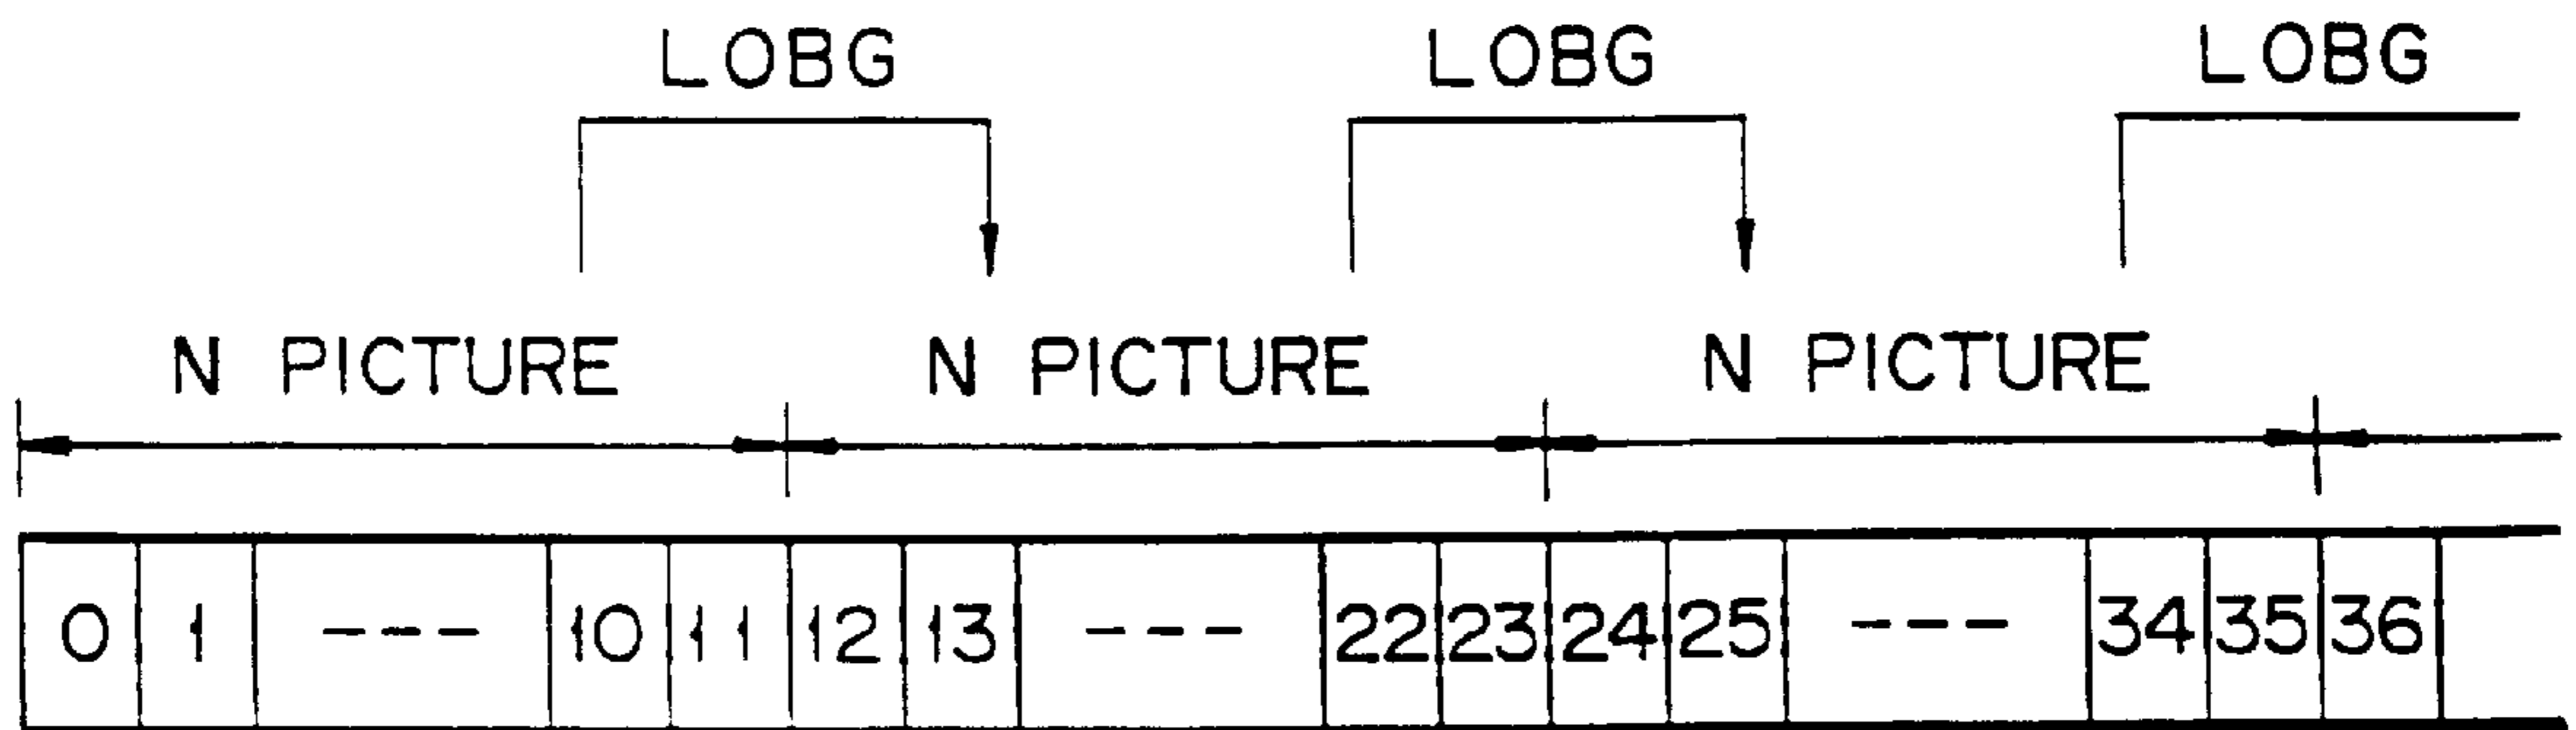 LOBG LOBG LOBG
N PICTURE N PICTURE N PICTURE
0 1 --- 10 11 12 13 --- 22 23 24 25 --- 34 35 36